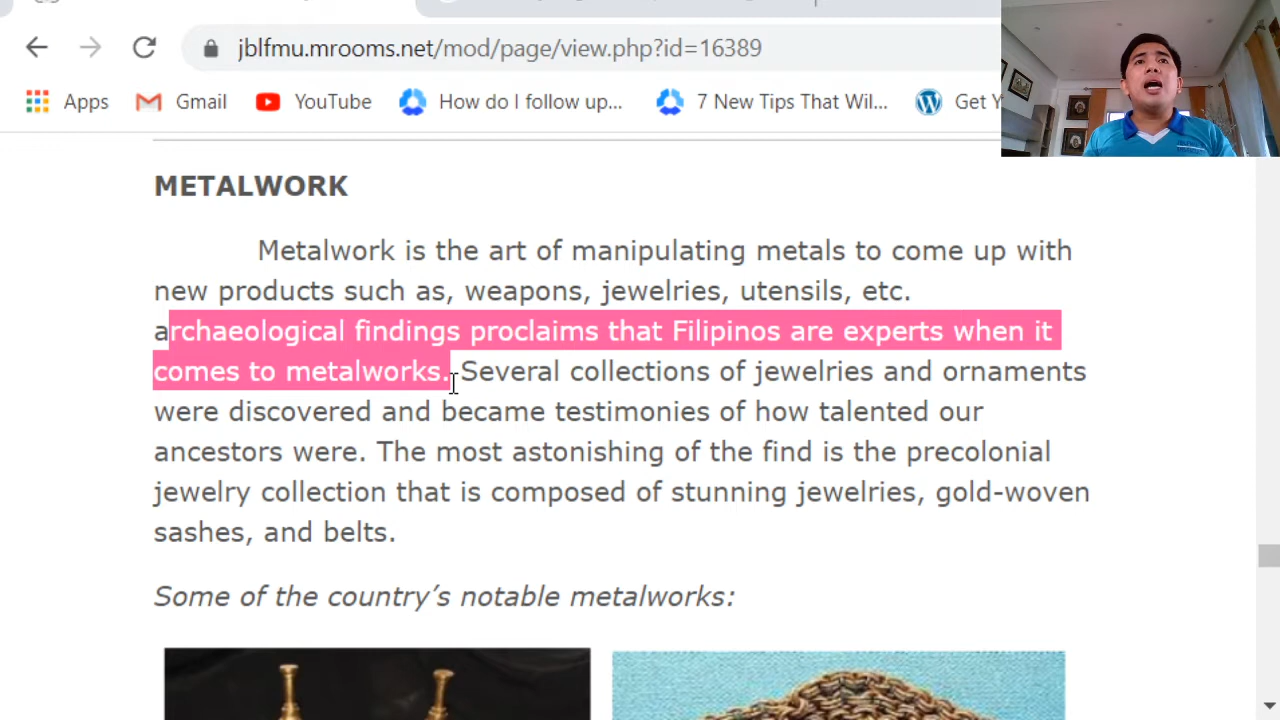 jblfmu.mrooms.net/mod/page/view.php?id=16389
Apps Gmail YouTube How do I follow up... 7 New Tips That Wil... Get Y
METALWORK
Metalwork is the art of manipulating metals to come up with
new products such as, weapons, jewelries, utensils, etc.
archaeological findings proclaims that Filipinos are experts when it
comes to metalworks. Several collections of jewelries and ornaments
were discovered and became testimonies of how talented our
ancestors were. The most astonishing of the find is the precolonial
jewelry collection that is composed of stunning jewelries, gold-woven
sashes, and belts.
Some of the country’s notable metalworks: